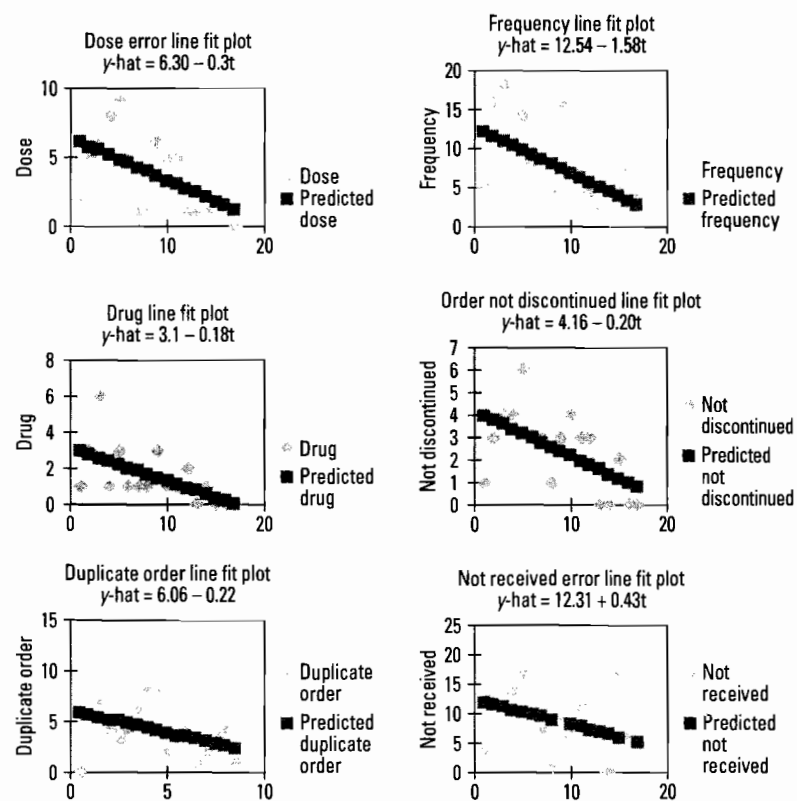 Dose error line fit plot
y-hat = 6.30 – 0.3t
10
5
0
0
10
20
Dose
Dose
Predicted
dose
Frequency line fit plot
y-hat = 12.54 – 1.58t
20
15
10
5
0
0
10
20
Frequency
Frequency
Predicted
frequency
Drug line fit plot
y-hat = 3.1 – 0.18t
8
6
4
2
0
0
10
20
Drug
Drug
Predicted
drug
Order not discontinued line fit plot
y-hat = 4.16 – 0.20t
7
6
5
4
3
2
1
0
0
10
20
Not discontinued
Not
discontinued
Predicted
not
discontinued
Duplicate order line fit plot
y-hat = 6.06 – 0.22
15
10
5
0
0
5
10
Duplicate order
Duplicate
order
Predicted
duplicate
order
Not received error line fit plot
y-hat = 12.31 + 0.43t
25
20
15
10
5
0
0
10
20
Not received
Not
received
Predicted
not
received